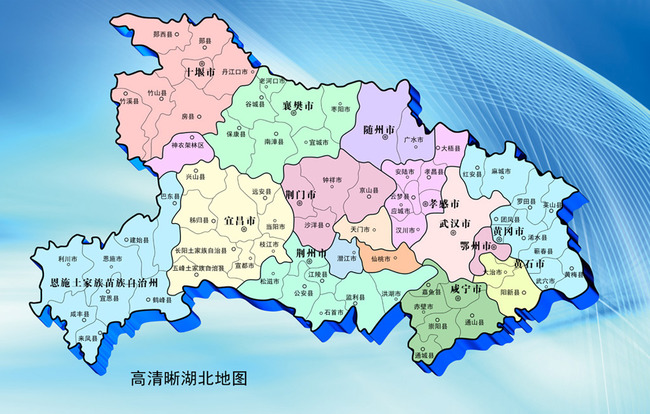 郧西县
郧县
十堰市
丹江口市
竹溪县
竹山县
房县
神农架林区
老河口市
谷城县
襄樊市
枣阳市
保康县
南漳县
宜城市
随州市
广水市
大悟县
红安县
麻城市
兴山县
巴东县
远安县
秭归县
宜昌市
当阳市
长阳土家族自治县
枝江市
五峰土家族自治县
宜都市
荆门市
钟祥市
京山县
沙洋县
安陆市
孝昌县
云梦县
应城市
孝感市
汉川市
武汉市
天门市
仙桃市
潜江市
罗田县
英山县
团风县
黄冈市
浠水县
蕲春县
鄂州市
黄石市
大冶市
阳新县
武穴市
黄梅县
建始县
利川市
恩施市
恩施土家族苗族自治州
宣恩县
鹤峰县
咸丰县
来凤县
荆州市
松滋市
江陵县
公安县
监利县
石首市
洪湖市
嘉鱼县
咸宁市
赤壁市
崇阳县
通山县
通城县
高清晰湖北地图